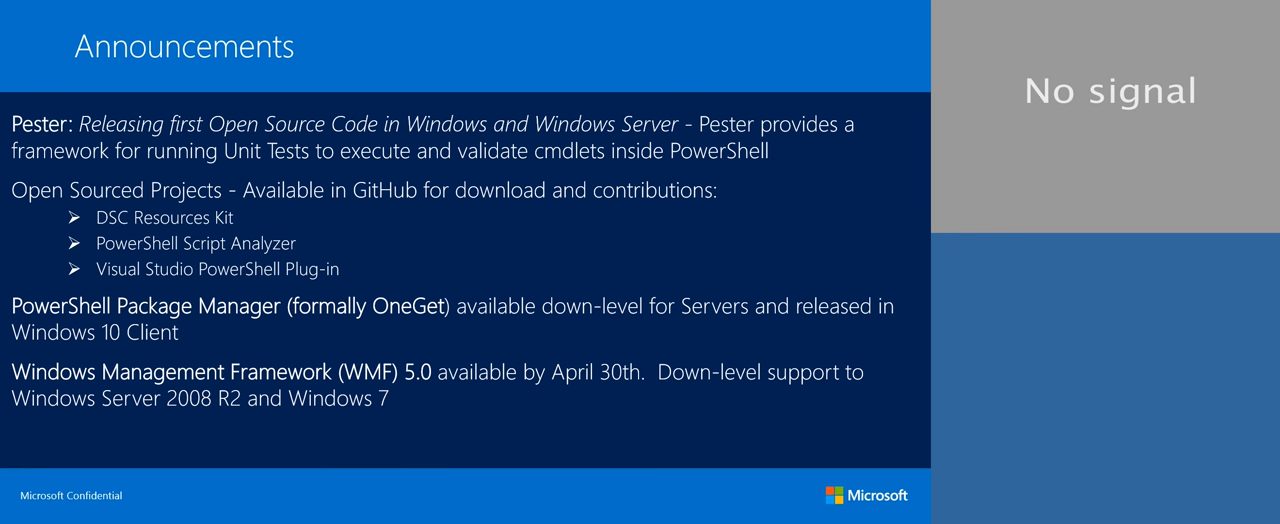 Announcements
No signal
Pester: Releasing first Open Source Code in Windows and Windows Server - Pester provides a
framework for running Unit Tests to execute and validate cmdlets inside PowerShell
Open Sourced Projects - Available in GitHub for download and contributions:
➢ DSC Resources Kit
➢ PowerShell Script Analyzer
➢ Visual Studio PowerShell Plug-in
PowerShell Package Manager (formally OneGet) available down-level for Servers and released in
Windows 10 Client
Windows Management Framework (WMF) 5.0 available by April 30th.  Down-level support to
Windows Server 2008 R2 and Windows 7
Microsoft Confidential
Microsoft